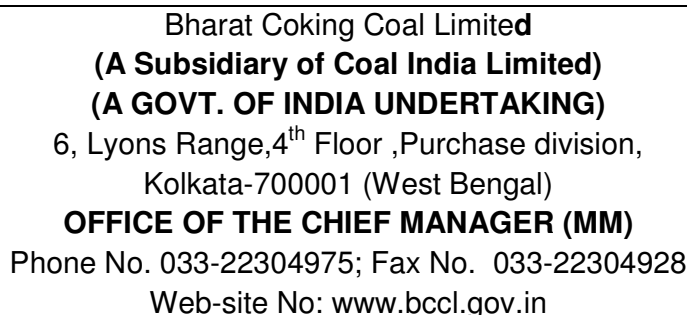 Bharat Coking Coal Limited
(A Subsidiary of Coal India Limited)
(A GOVT. OF INDIA UNDERTAKING)
6, Lyons Range,4th Floor ,Purchase division,
Kolkata-700001 (West Bengal)
OFFICE OF THE CHIEF MANAGER (MM)
Phone No. 033-22304975; Fax No. 033-22304928
Web-site No: www.bccl.gov.in